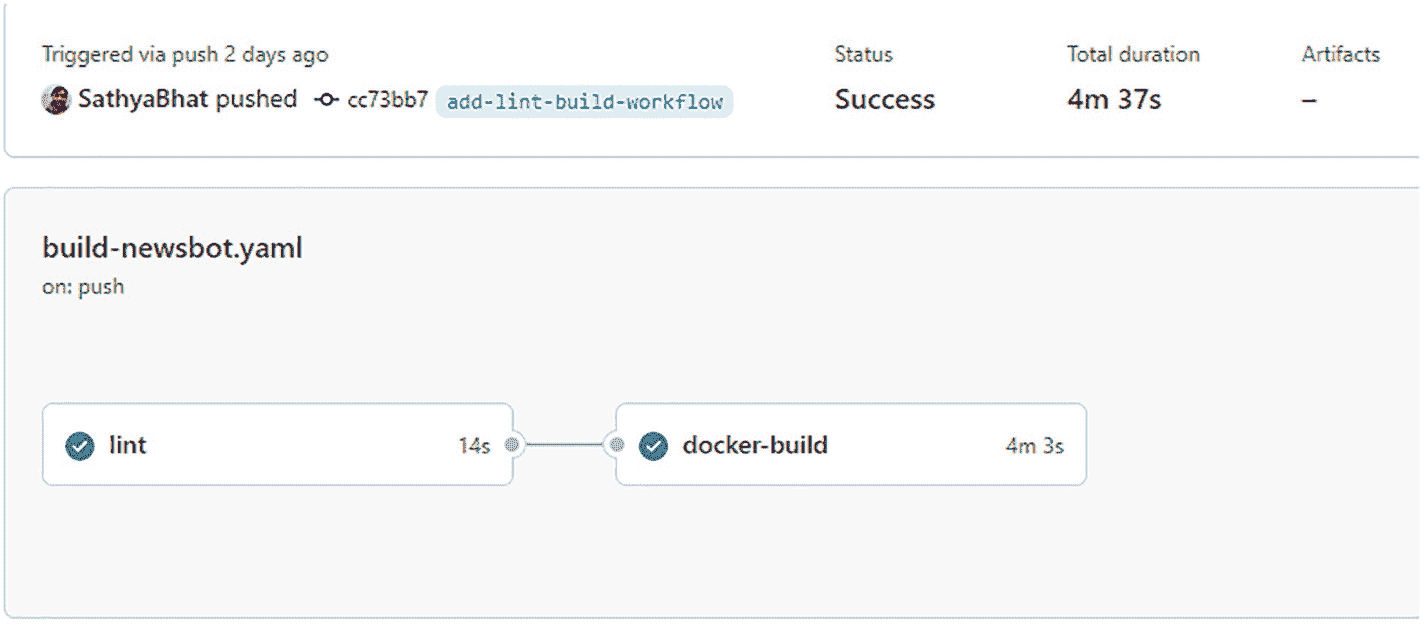 Triggered via push 2 days ago
SathyaBhat pushed cc73bb7 add-lint-build-workflow
Status
Success
Total duration
4m 37s
Artifacts
–
build-newsbot.yaml
on: push
lint 14s
docker-build 4m 3s